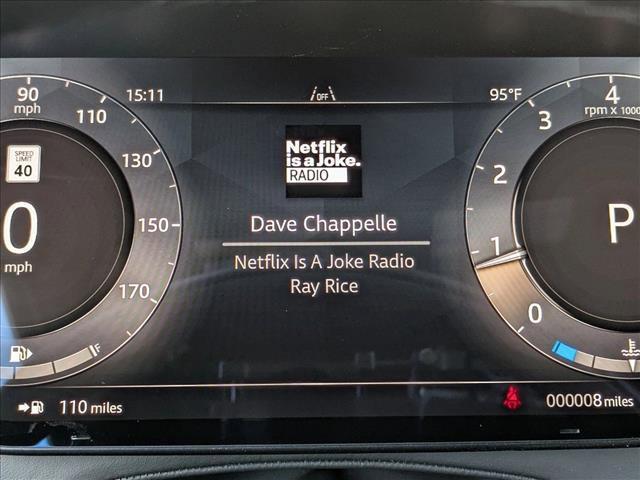 90
mph
110
130
150
170
15:11
OFF
95°F
SPEED
LIMIT
40
0
mph
F
Netflix
is a Joke.
RADIO
Dave Chappelle
Netflix Is A Joke Radio
Ray Rice
4
rpm x 1000
3
2
1
0
P
110 miles
000008 miles